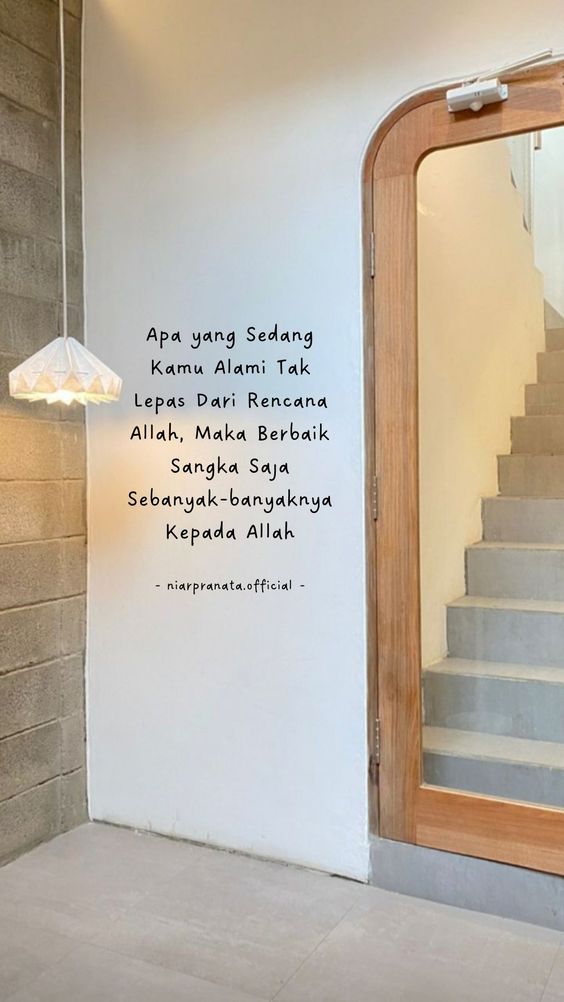 Apa yang Sedang
Kamu Alami Tak
Lepas Dari Rencana
Allah, Maka Berbaik
Sangka Saja
Sebanyak-banyaknya
Kepada Allah
- niarpranata.official -